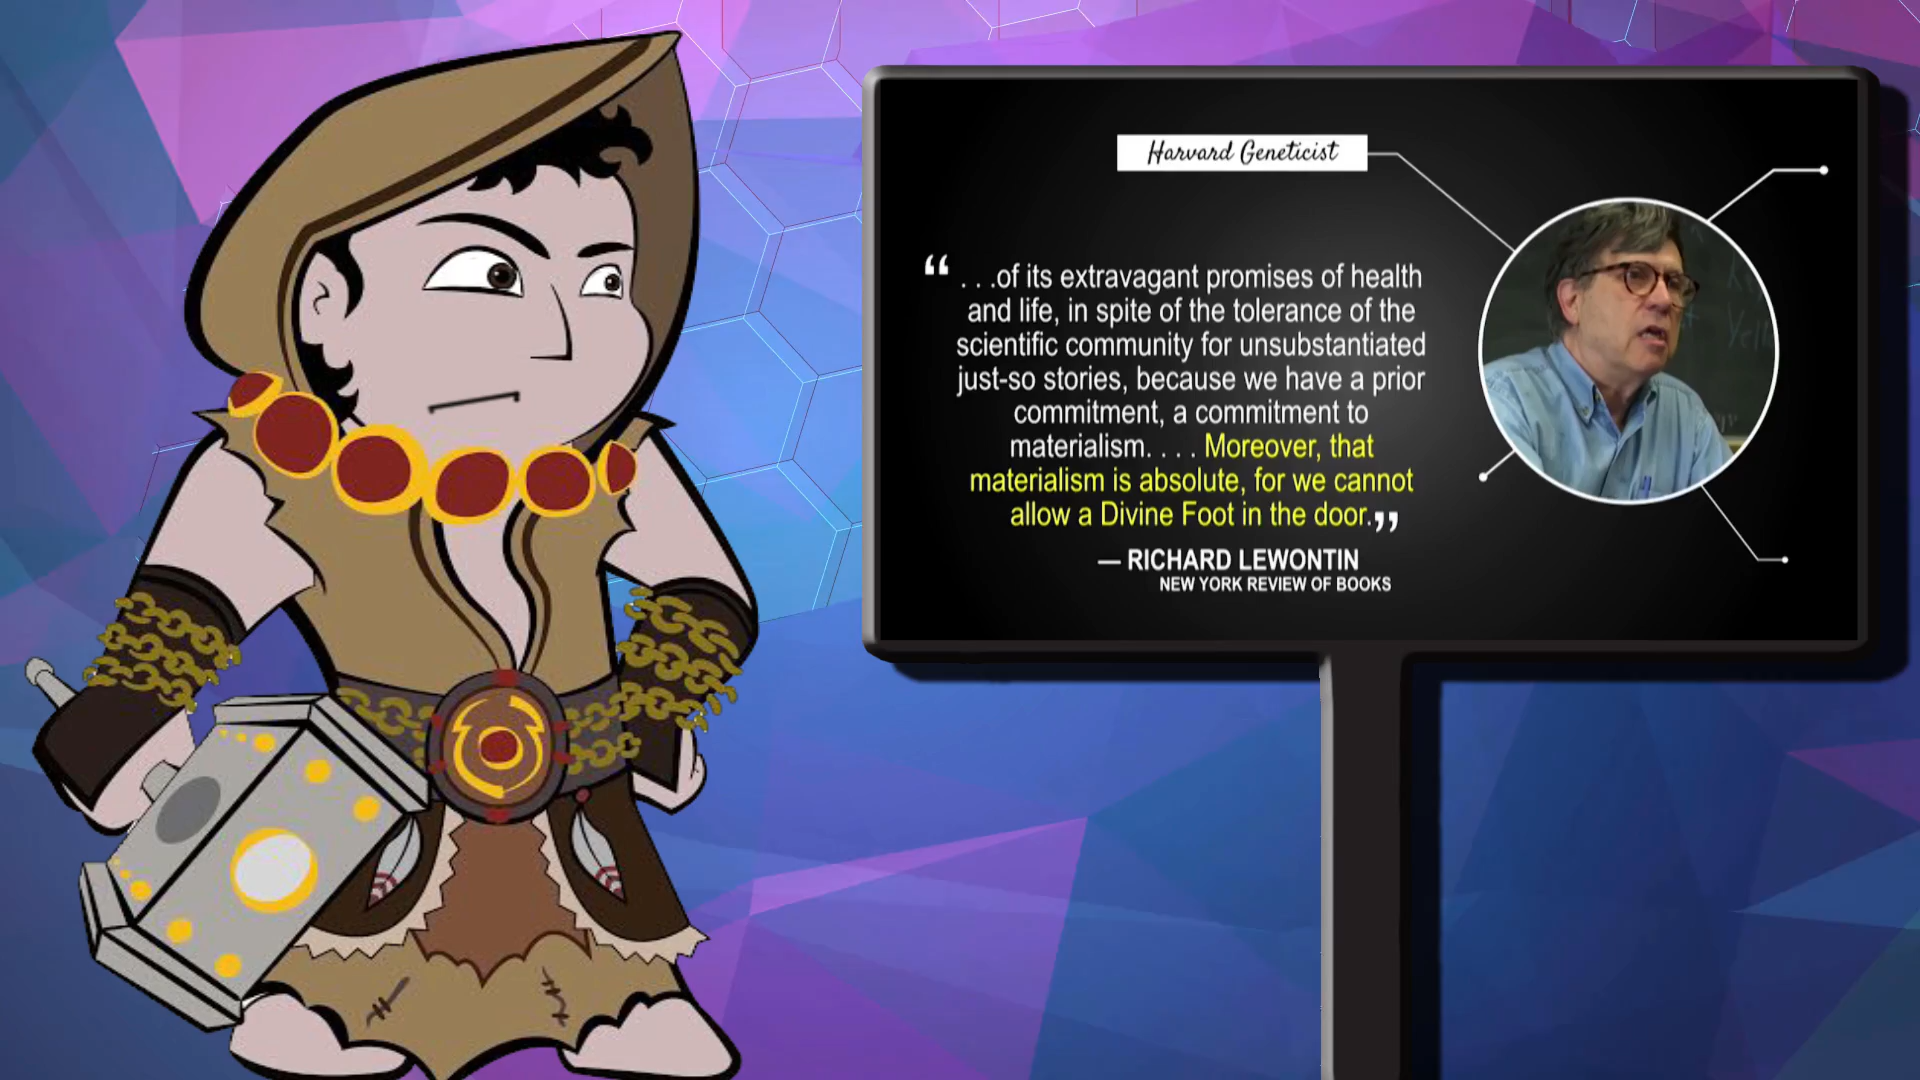 Harvard Geneticist
“ . . .of its extravagant promises of health
and life, in spite of the tolerance of the
scientific community for unsubstantiated
just-so stories, because we have a prior
commitment, a commitment to
materialism. . . . Moreover, that
materialism is absolute, for we cannot
allow a Divine Foot in the door.”
— RICHARD LEWONTIN
NEW YORK REVIEW OF BOOKS